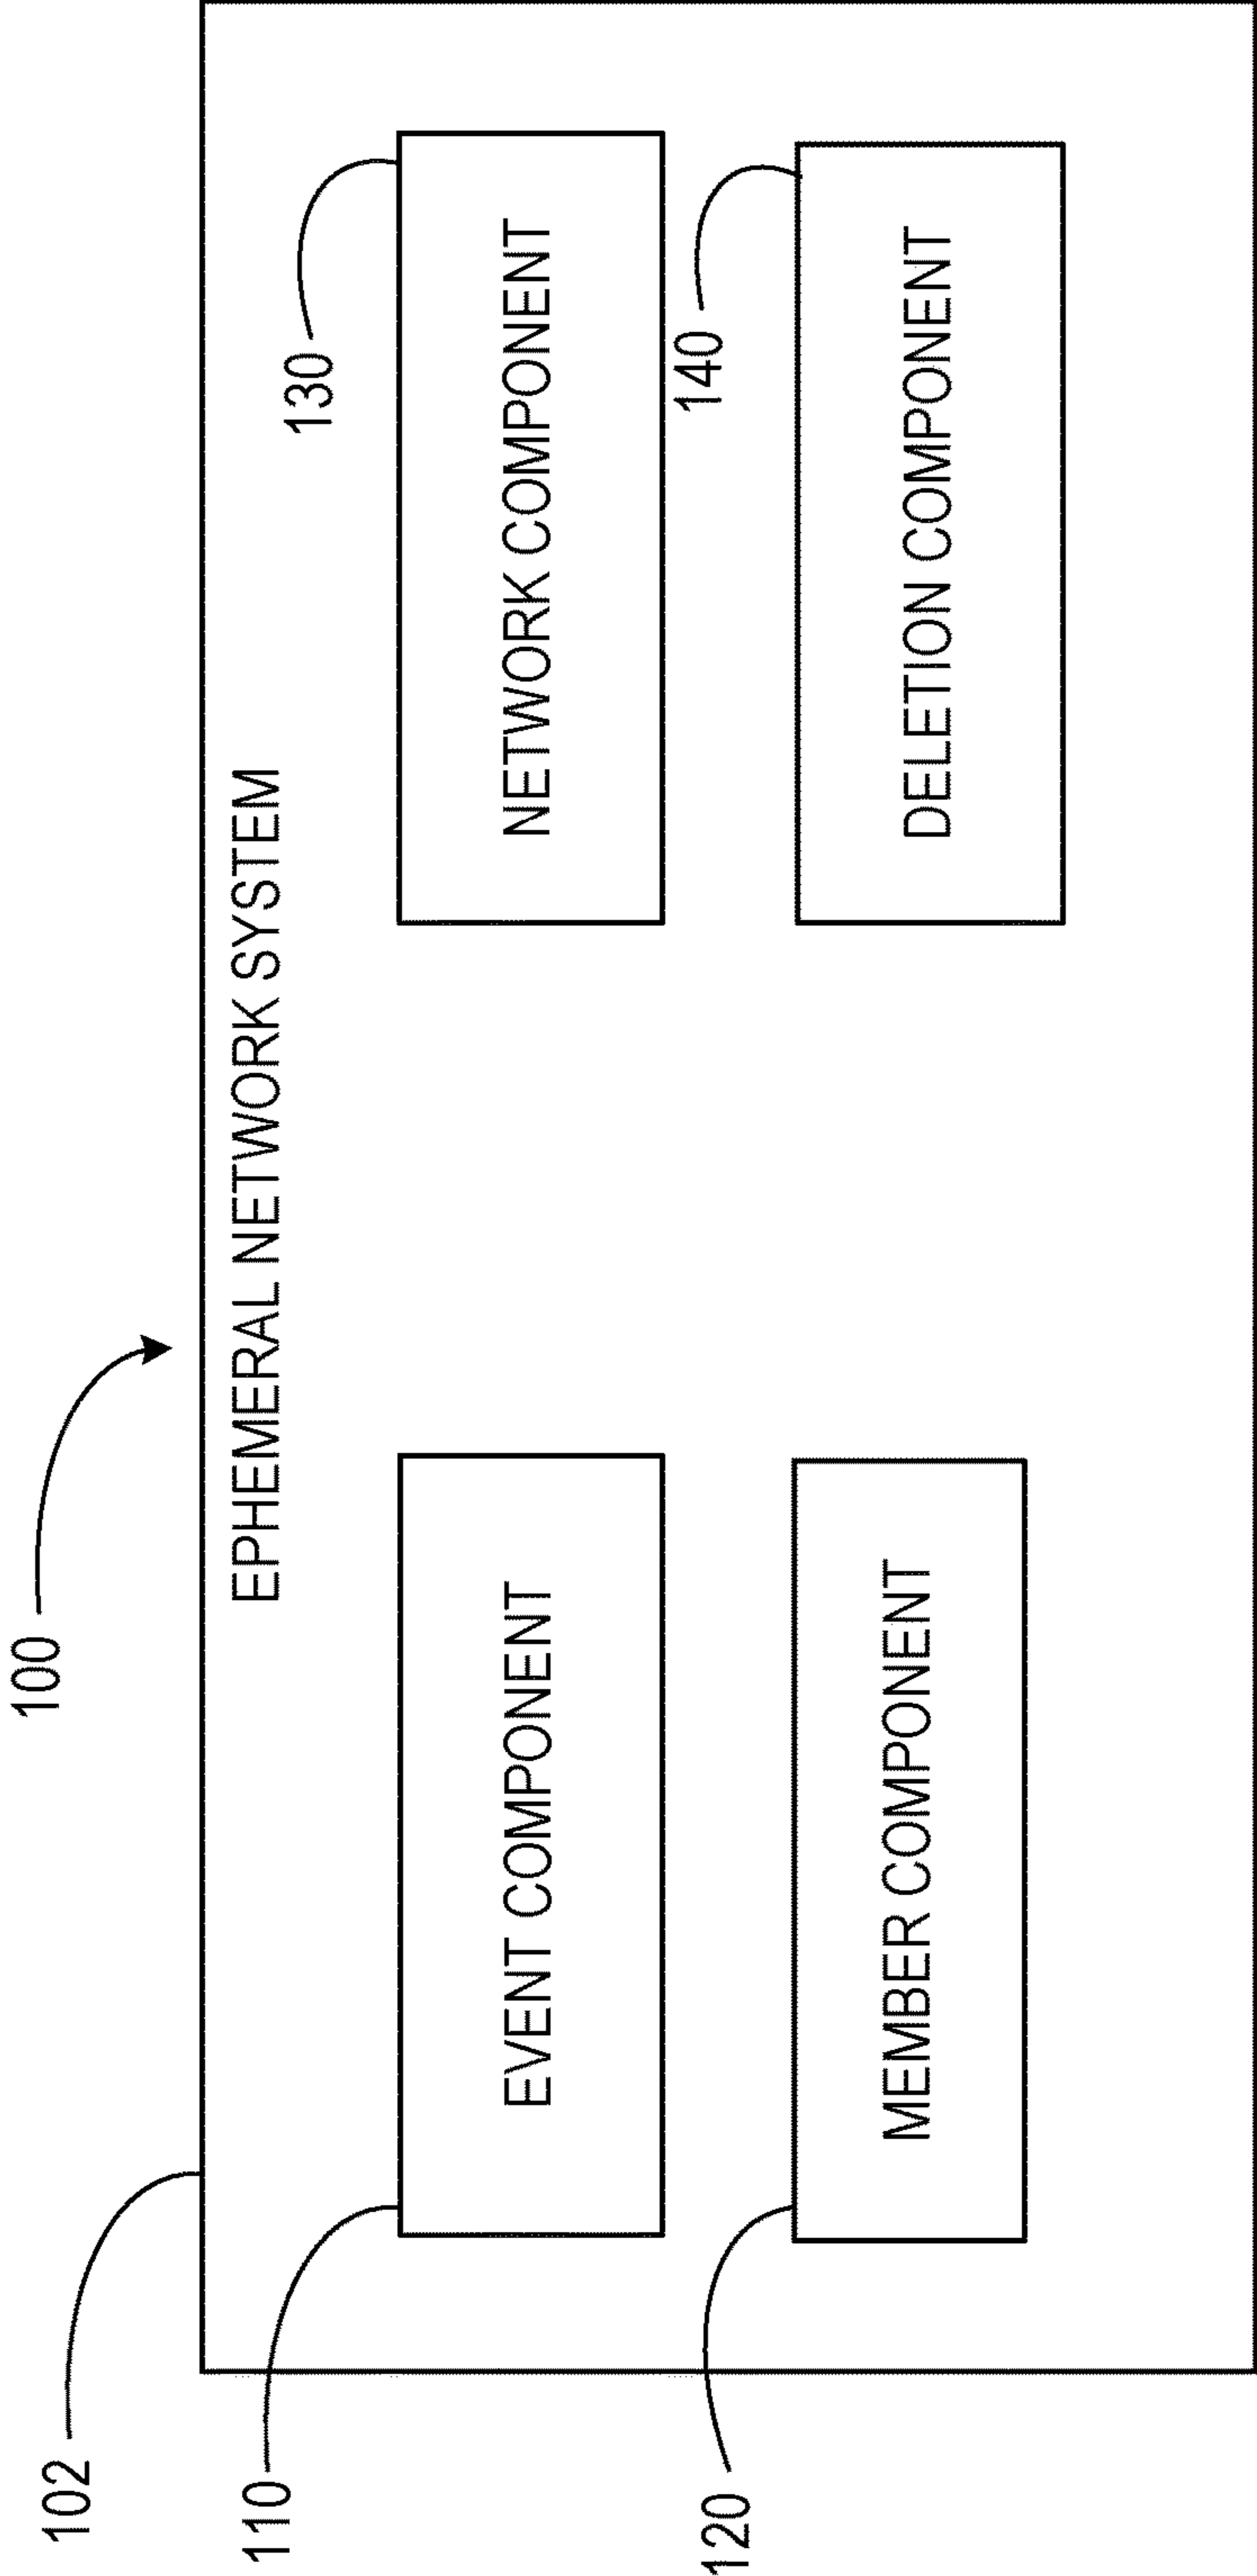 100
102
EPHEMERAL NETWORK SYSTEM
110
EVENT COMPONENT
130
NETWORK COMPONENT
120
MEMBER COMPONENT
140
DELETION COMPONENT